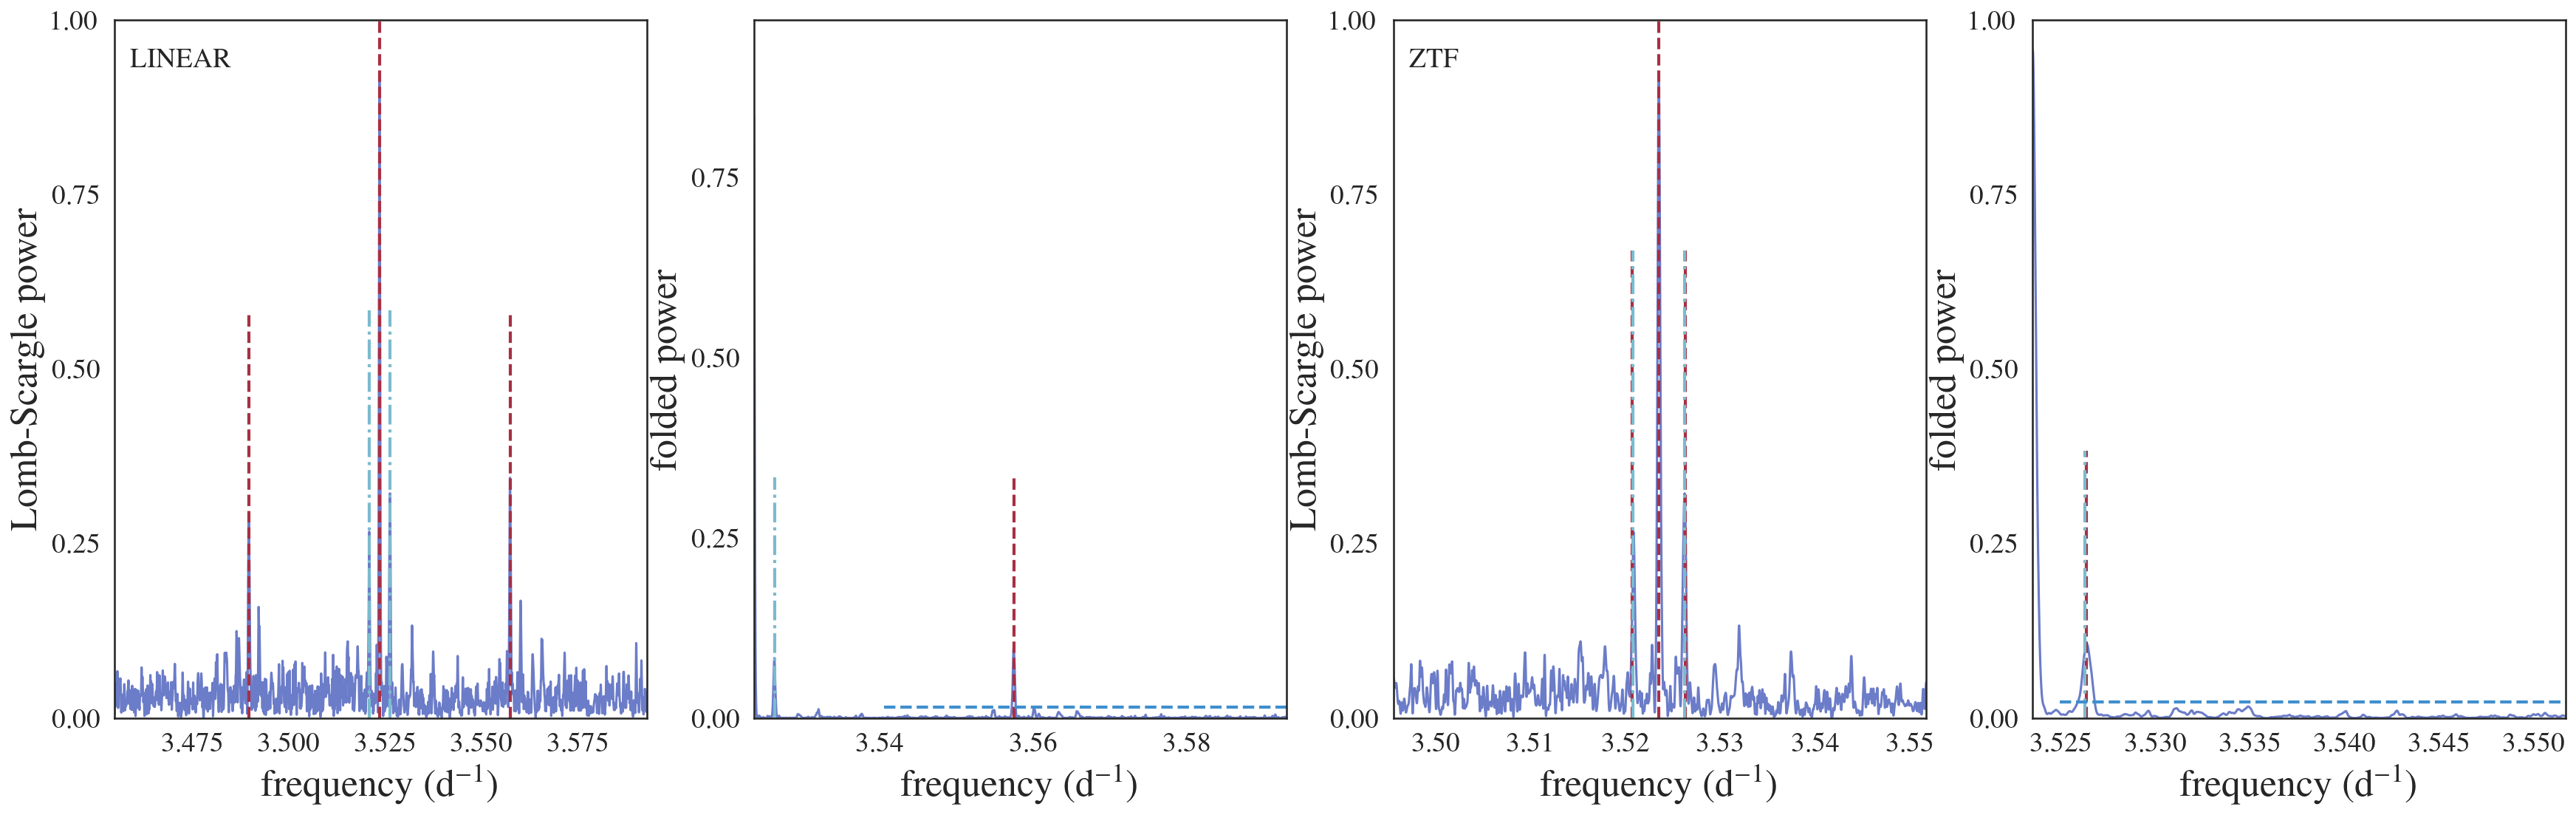 LINEAR
Lomb-Scargle power
1.00
0.75
0.50
0.25
0.00
3.475 3.500 3.525 3.550 3.575
frequency (d⁻¹)
folded power
0.75
0.50
0.25
0.00
3.54 3.56 3.58
frequency (d⁻¹)
ZTF
Lomb-Scargle power
1.00
0.75
0.50
0.25
0.00
3.50 3.51 3.52 3.53 3.54 3.55
frequency (d⁻¹)
folded power
1.00
0.75
0.50
0.25
0.00
3.525 3.530 3.535 3.540 3.545 3.550
frequency (d⁻¹)